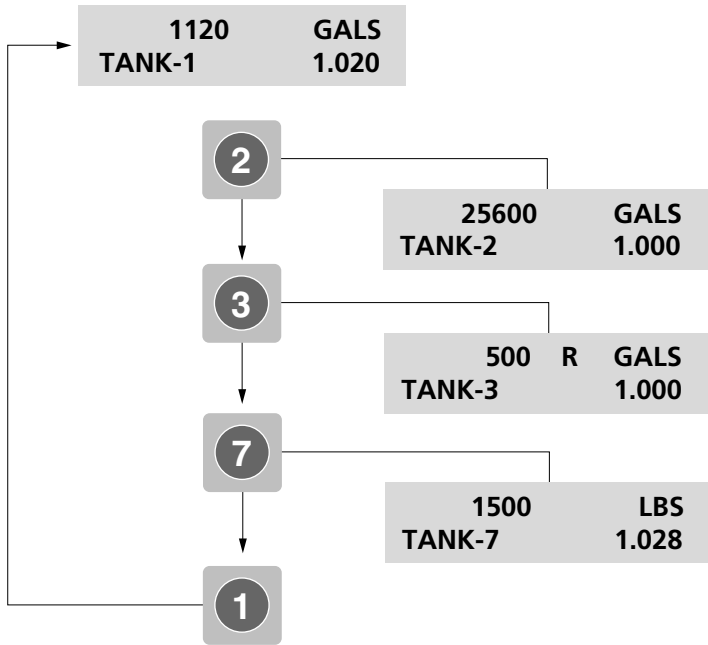 1120 GALS
TANK-1 1.020
2
25600 GALS
TANK-2 1.000
3
500 R GALS
TANK-3 1.000
7
1500 LBS
TANK-7 1.028
1